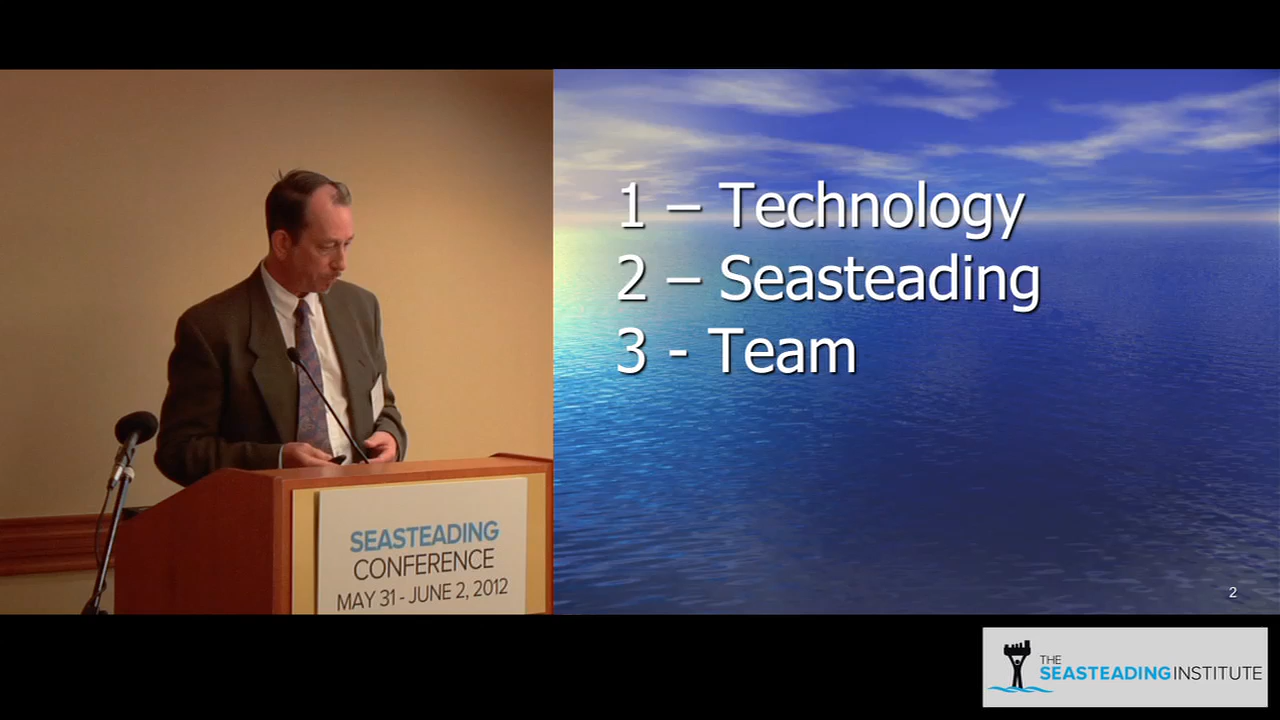 1 – Technology
2 – Seasteading
3 - Team
2
SEASTEADING
CONFERENCE
MAY 31 - JUNE 2, 2012
THE
SEASTEADING INSTITUTE